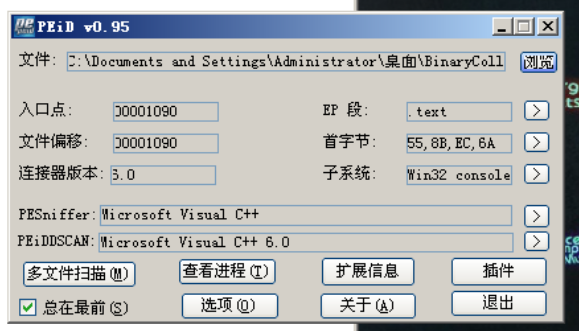 PEiD v0.95
文件: C:\Documents and Settings\Administrator\桌面\BinaryColl 浏览
入口点: 00001090 EP 段: .text >
文件偏移: 00001090 首字节: 55,8B,EC,6A >
连接器版本: 6.0 子系统: Win32 console >
PESniffer: Microsoft Visual C++ >
PEiDDSCAN: Microsoft Visual C++ 6.0 >
多文件扫描(M) 查看进程(T) 扩展信息 插件
总在最前(S) 选项(O) 关于(A) 退出